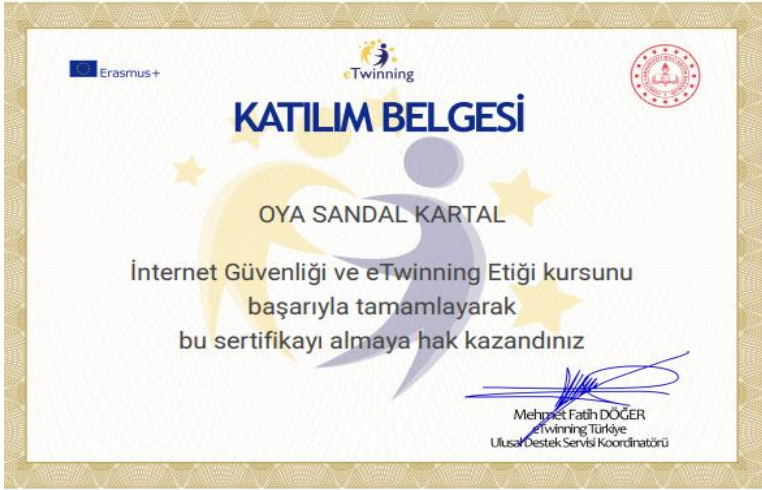 Erasmus+
eTwinning
KATILIM BELGESİ
OYA SANDAL KARTAL
İnternet Güvenliği ve eTwinning Etiği kursunu
başarıyla tamamlayarak
bu sertifikayı almaya hak kazandınız
Mehmet Fatih DÖĞER
eTwinning Türkiye
Ulusal Destek Servisi Koordinatörü